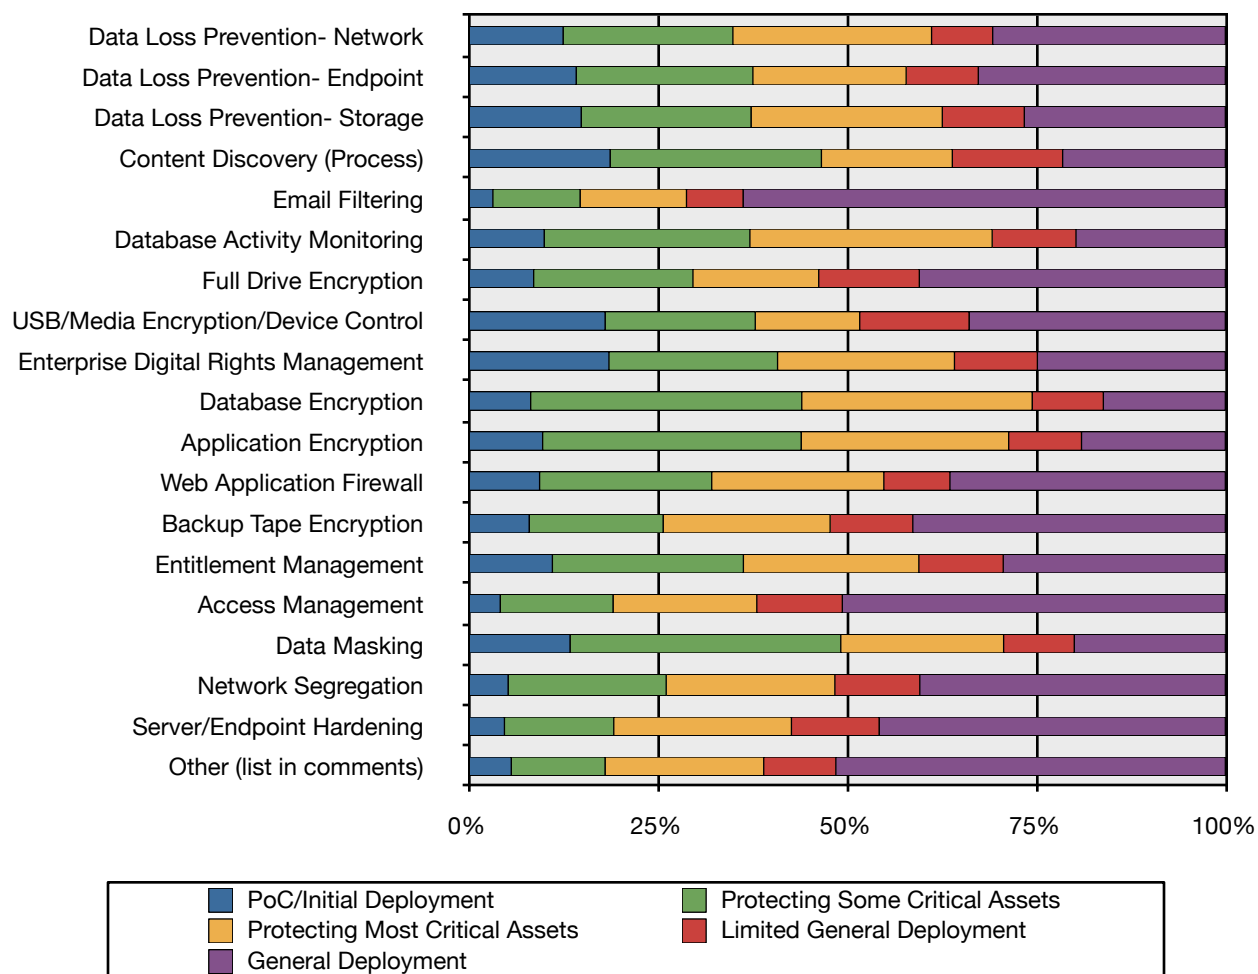 Data Loss Prevention- Network
Data Loss Prevention- Endpoint
Data Loss Prevention- Storage
Content Discovery (Process)
Email Filtering
Database Activity Monitoring
Full Drive Encryption
USB/Media Encryption/Device Control
Enterprise Digital Rights Management
Database Encryption
Application Encryption
Web Application Firewall
Backup Tape Encryption
Entitlement Management
Access Management
Data Masking
Network Segregation
Server/Endpoint Hardening
Other (list in comments)
0% 25% 50% 75% 100%
PoC/Initial Deployment Protecting Some Critical Assets
Protecting Most Critical Assets Limited General Deployment
General Deployment